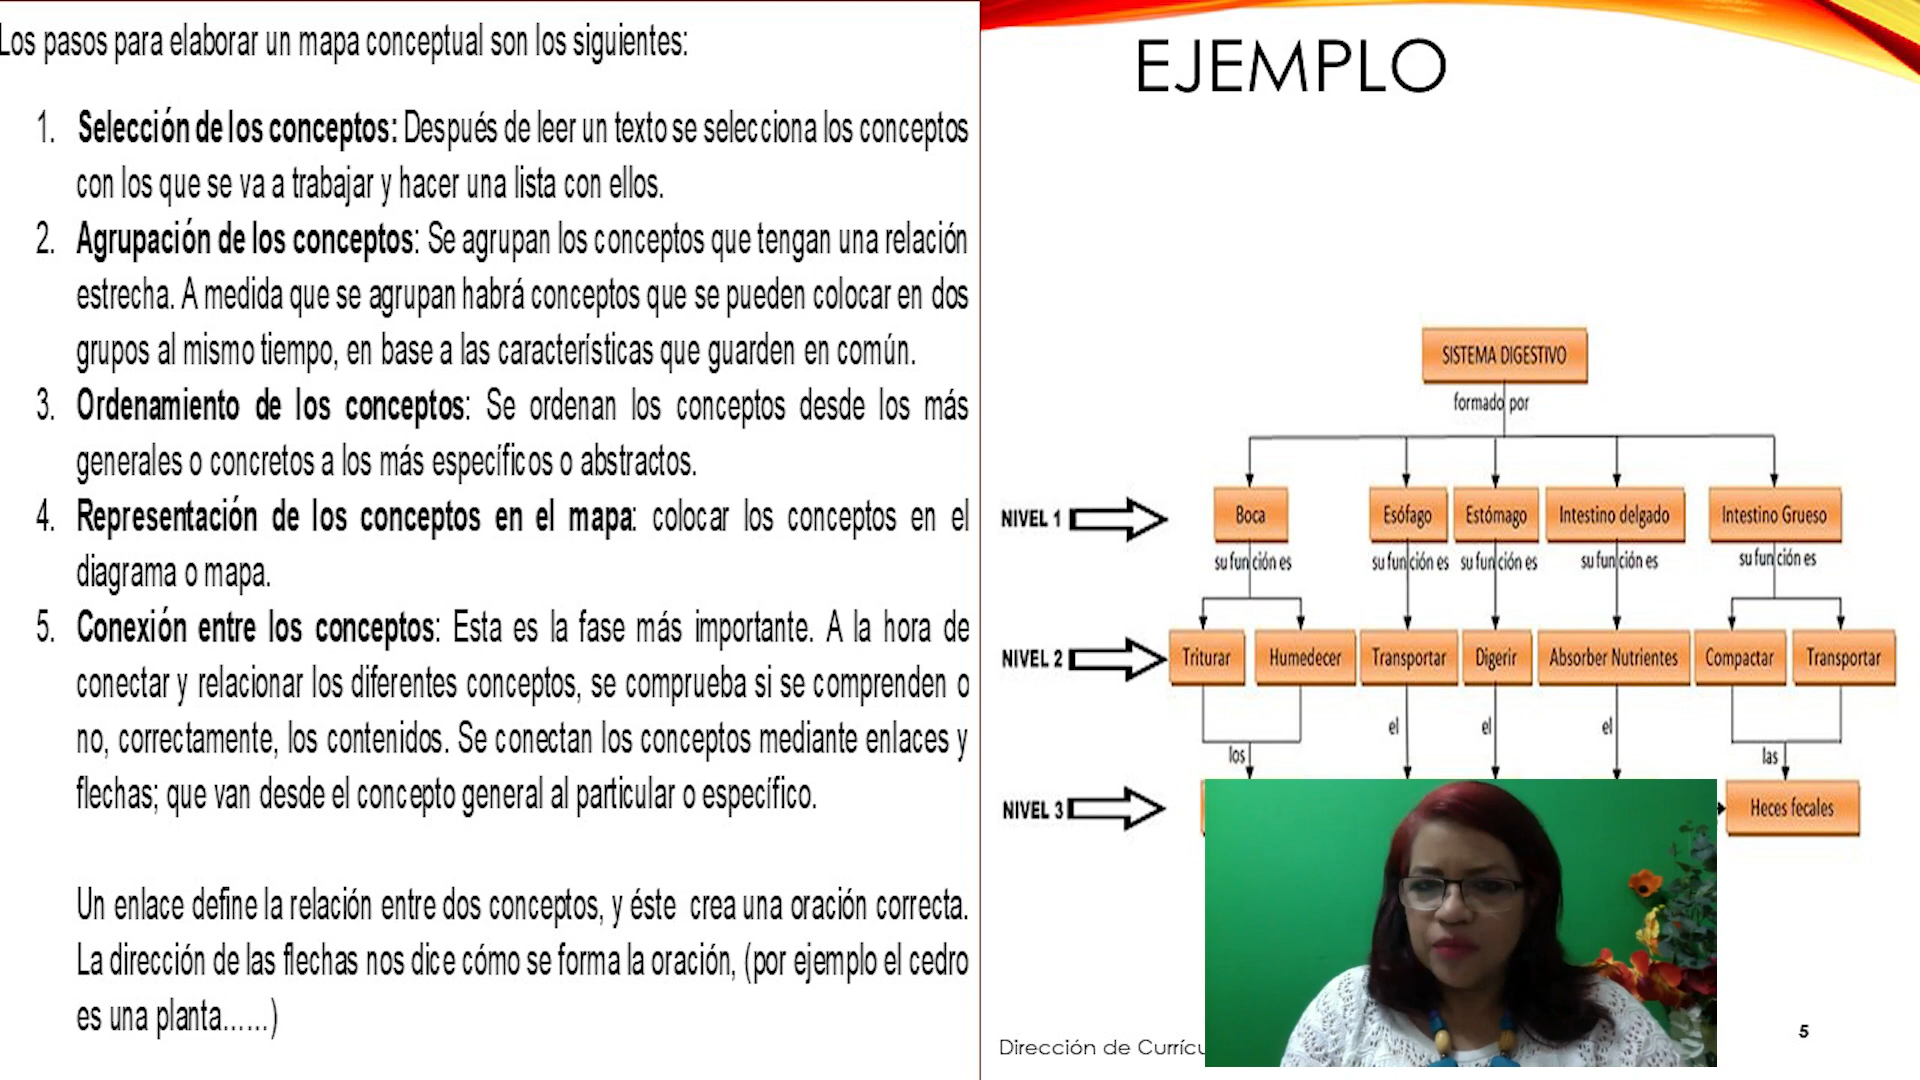 Los pasos para elaborar un mapa conceptual son los siguientes:
1. Selección de los conceptos: Después de leer un texto se selecciona los conceptos
con los que se va a trabajar y hacer una lista con ellos.
2. Agrupación de los conceptos: Se agrupan los conceptos que tengan una relación
estrecha. A medida que se agrupan habrá conceptos que se pueden colocar en dos
grupos al mismo tiempo, en base a las características que guarden en común.
3. Ordenamiento de los conceptos: Se ordenan los conceptos desde los más
generales o concretos a los más específicos o abstractos.
4. Representación de los conceptos en el mapa: colocar los conceptos en el
diagrama o mapa.
5. Conexión entre los conceptos: Esta es la fase más importante. A la hora de
conectar y relacionar los diferentes conceptos, se comprueba si se comprenden o
no, correctamente, los contenidos. Se conectan los conceptos mediante enlaces y
flechas; que van desde el concepto general al particular o específico.
Un enlace define la relación entre dos conceptos, y éste crea una oración correcta.
La dirección de las flechas nos dice cómo se forma la oración, (por ejemplo el cedro
es una planta......)
EJEMPLO
SISTEMA DIGESTIVO
formado por
NIVEL 1 Boca Esófago Estómago Intestino delgado Intestino Grueso
su función es su función es su función es su función es su función es
NIVEL 2 Triturar Humedecer Transportar Digerir Absorber Nutrientes Compactar Transportar
los el el el las
NIVEL 3 Heces fecales
Dirección de
5